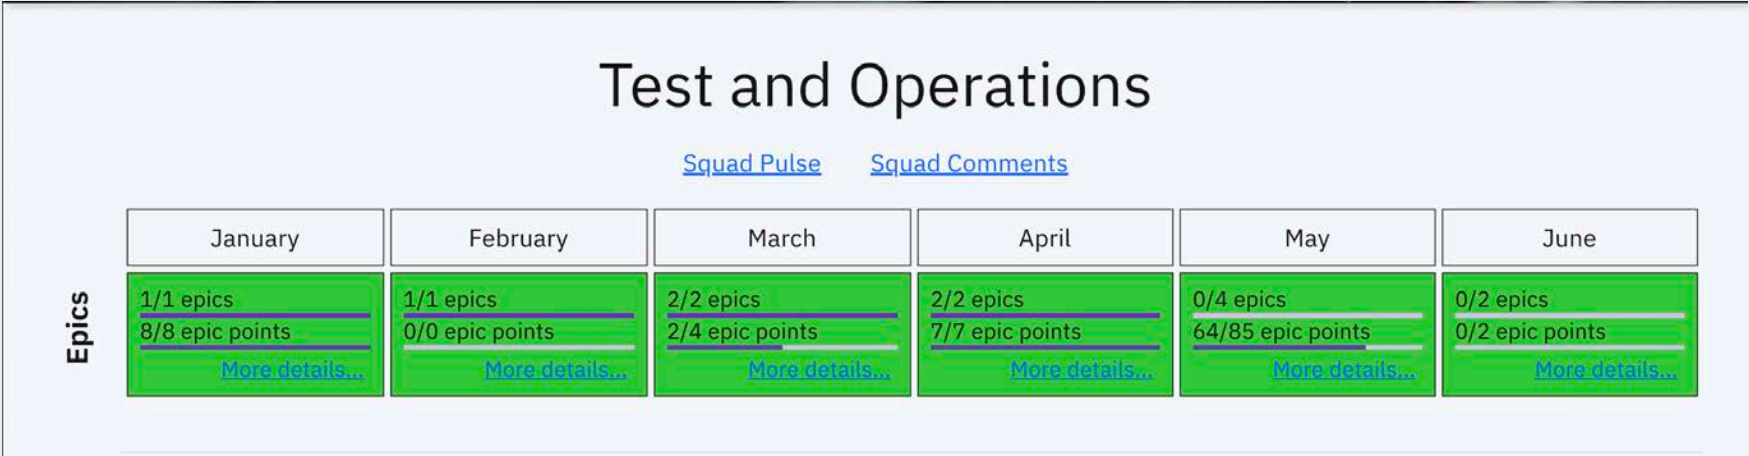 Test and Operations
Squad Pulse Squad Comments
January February March April May June
Epics
1/1 epics 1/1 epics 2/2 epics 2/2 epics 0/4 epics 0/2 epics
8/8 epic points 0/0 epic points 2/4 epic points 7/7 epic points 64/85 epic points 0/2 epic points
More details... More details... More details... More details... More details... More details...